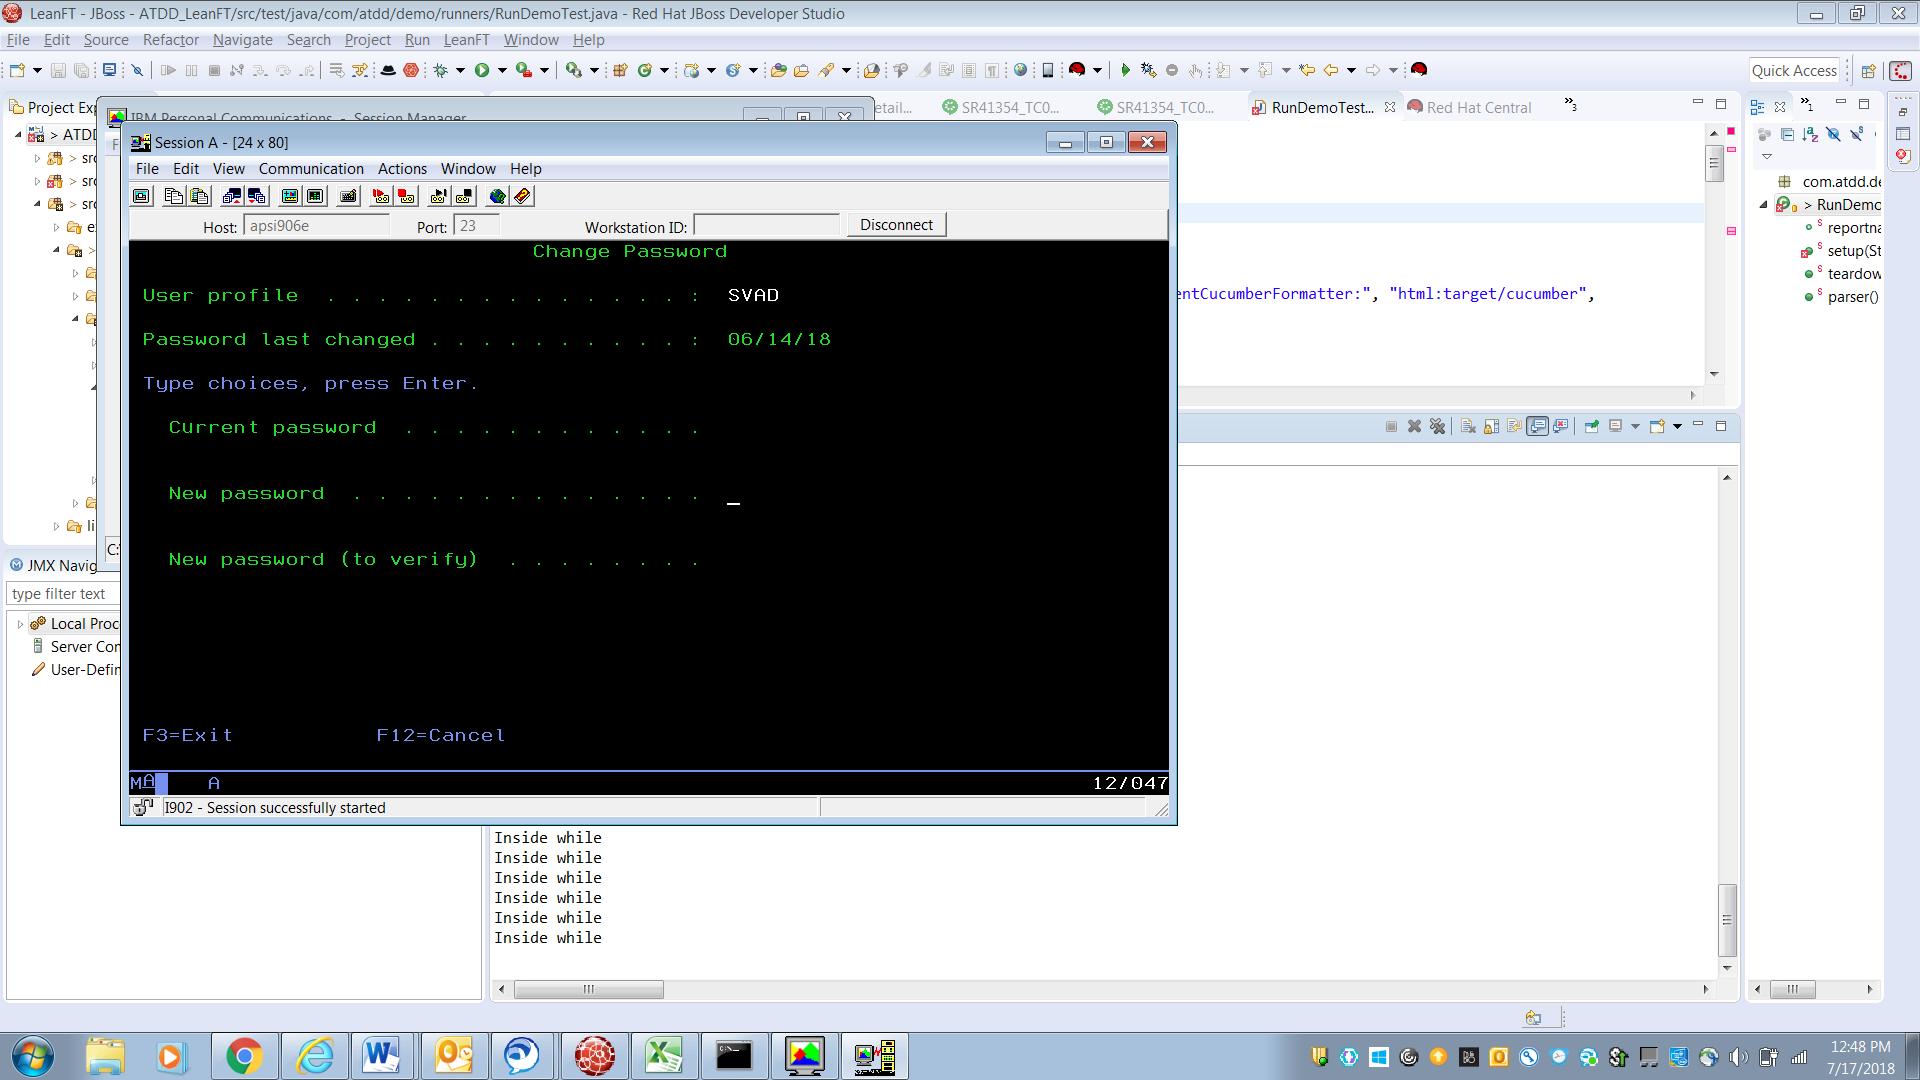 LeanFT - JBoss - ATDD_LeanFT/src/test/java/com/atdd/demo/runners/RunDemoTest.java - Red Hat JBoss Developer Studio
File Edit Source Refactor Navigate Search Project Run LeanFT Window Help
Quick Access
Project Exp
IBM Personal Communications - Session Manager
etail...
SR41354_TC0...
SR41354_TC0...
RunDemoTest...
Red Hat Central
»3
»1
> ATDD
> src
> src
> src
e
>
li
C:
F
Session A - [24 x 80]
File Edit View Communication Actions Window Help
Host: apsi906e Port: 23 Workstation ID: Disconnect
Change Password
User profile . . . . . . . . . . . . . . . : SVAD
Password last changed . . . . . . . . . . . : 06/14/18
Type choices, press Enter.
Current password . . . . . . . . . . . .
New password . . . . . . . . . . . . . . _
New password (to verify) . . . . . . . .
F3=Exit F12=Cancel
MA A 12/047
I902 - Session successfully started
entCucumberFormatter:", "html:target/cucumber",
com.atdd.de
> RunDemo
reportna
setup(St
teardow
parser()
JMX Navig
type filter text
Local Proc
Server Con
User-Defin
Inside while
Inside while
Inside while
Inside while
Inside while
Inside while
12:48 PM
7/17/2018